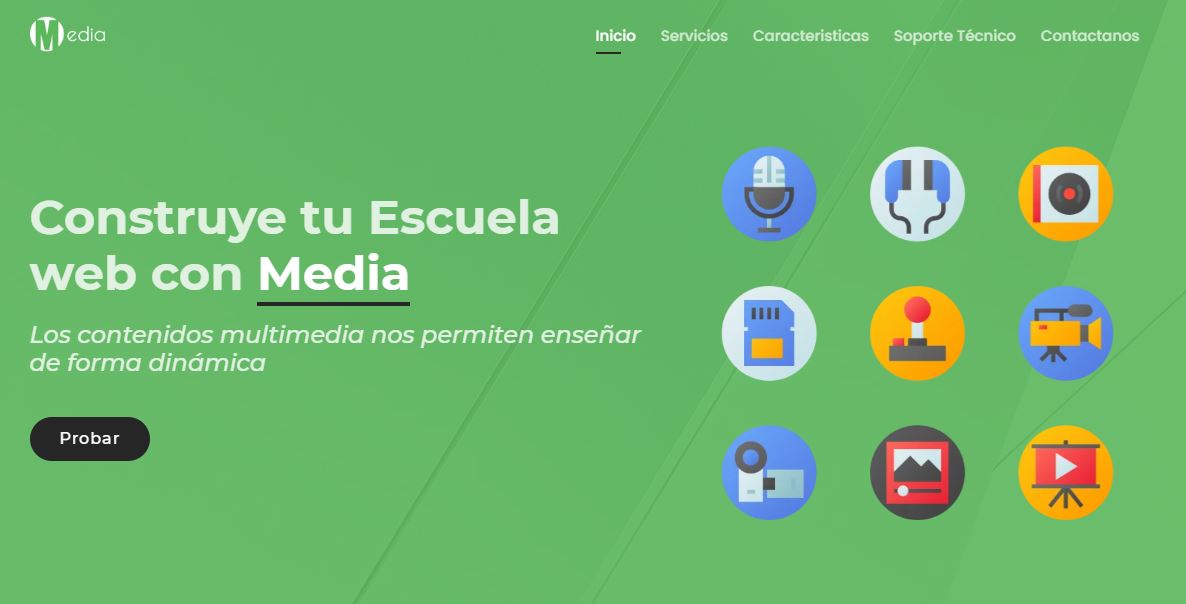 Media
Inicio Servicios Caracteristicas Soporte Técnico Contactanos
Construye tu Escuela
web con Media
Los contenidos multimedia nos permiten enseñar
de forma dinámica
Probar